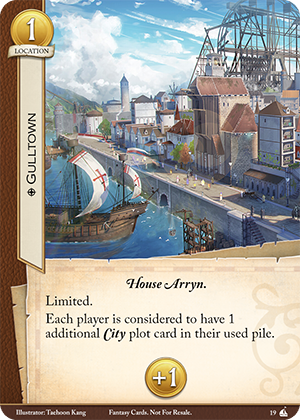 1
LOCATION
GULLTOWN
House Arryn.
Limited.
Each player is considered to have 1
additional City plot card in their used pile.
+1
Illustrator: Taehoon Kang Fantasy Cards. Not For Resale. 19